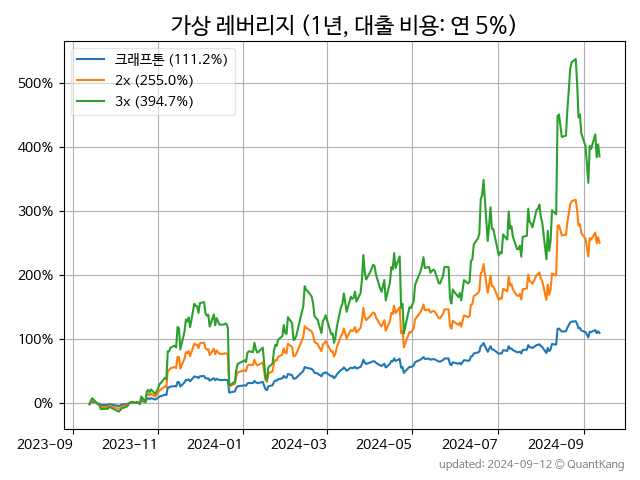 가상 레버리지 (1년, 대출 비용: 연 5%)
크래프톤 (111.2%)
2x (255.0%)
3x (394.7%)
500%
400%
300%
200%
100%
0%
2023-09 2023-11 2024-01 2024-03 2024-05 2024-07 2024-09
updated: 2024-09-12 © QuantKang